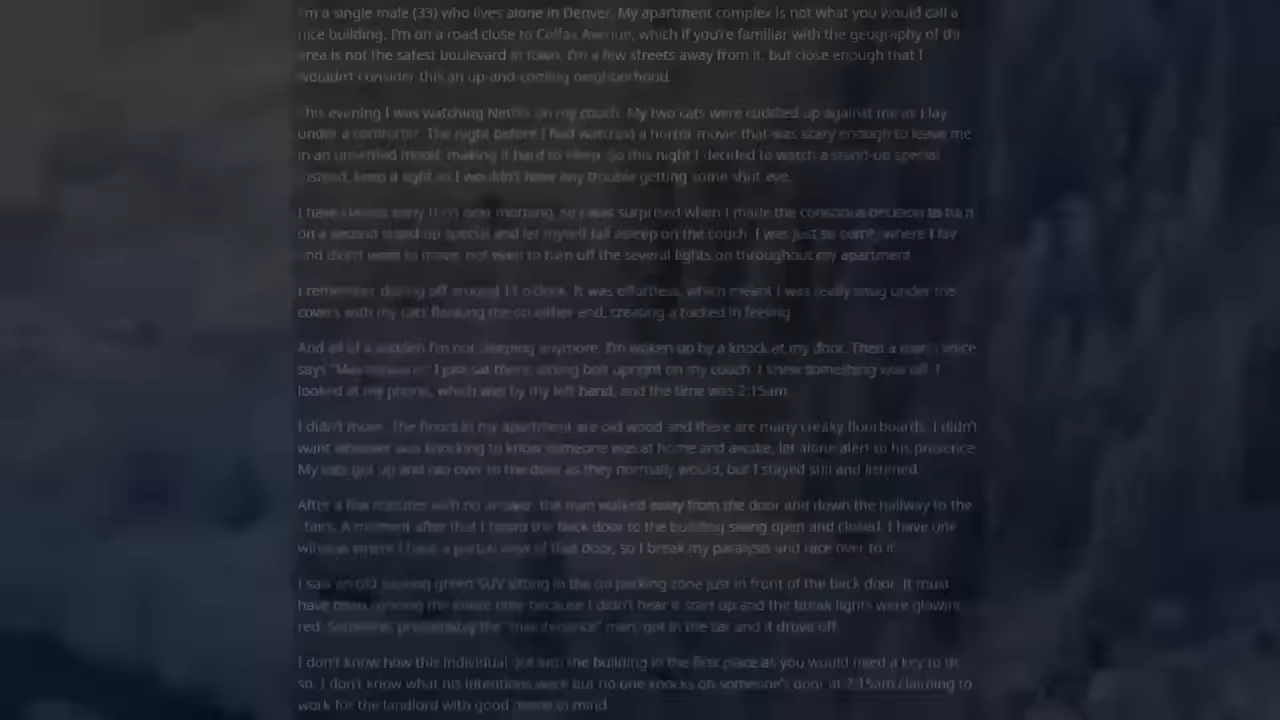 I'm a single male (33) who lives alone in Denver. My apartment complex is not what you would call a
nice building. I'm on a road close to Colfax Avenue, which if you're familiar with the geography of the
area is not the safest boulevard in town. I'm a few streets away from it, but close enough that I
wouldn't consider this an up-and-coming neighborhood.
This evening I was watching Netflix on my couch. My two cats were cuddled up against me as I lay
under a comforter. The night before I had watched a horror movie that was scary enough to leave me
in an unsettled mood, making it hard to sleep. So this night I decided to watch a stand-up special
instead, keep a light so I wouldn't have any trouble getting some shut eye.
I have classes early then next morning, so I was surprised when I made the conscious decision to turn
on a second stand-up special and let myself fall asleep on the couch. I was just so comfy where I lay
and didn't want to move, not even to turn off the several lights on throughout my apartment.
I remember dozing off around 11 o'clock. It was effortless, which meant I was really snug under the
covers with my cats flanking me on either end, creating a tucked in feeling.
And all of a sudden I'm not sleeping anymore. I'm woken up by a knock at my door. Then a man's voice
says "Maintenance." I just sat there, sitting bolt upright on my couch. I knew something was off. I
looked at my phone, which was by my left hand, and the time was 2:15am.
I didn't move. The floors in my apartment are old wood and there are many creaky floorboards. I didn't
want whoever was knocking to know someone was at home and awake, let alone alert to his presence.
My cats got up and ran over to the door as they normally would, but I stayed still and listened.
After a few minutes with no answer, the man walked away from the door and down the hallway to the
stairs. A moment after that I heard the back door to the building swing open and closed. I have one
window where I have a partial view of that door, so I break my paralysis and race over to it.
I saw an old looking green SUV sitting in the no parking zone just in front of the back door. It must
have been running the entire time because I didn't hear it start up and the break lights were glowing
red. Someone, presumably the "maintenance" man, got in the car and it drove off.
I don't know how this individual got into the building in the first place as you would need a key to do
so. I don't know what his intentions were but no one knocks on someone's door at 2:15am claiming to
work for the landlord with good things in mind.